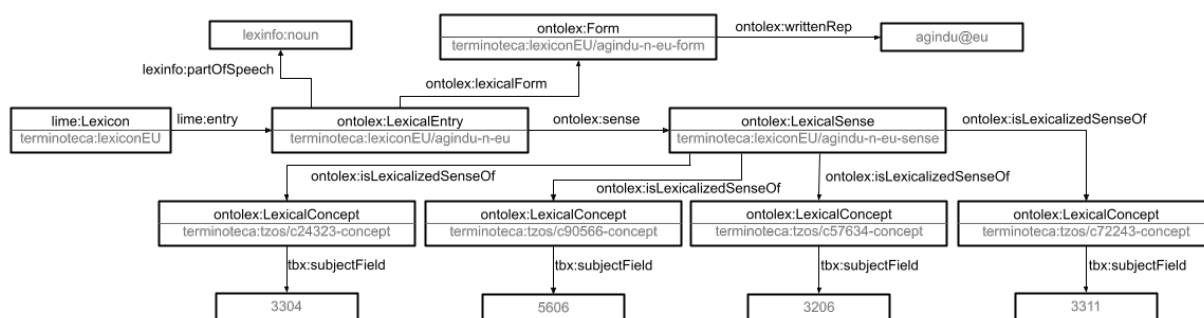 lexinfo:noun
ontolex:Form
terminoteca:lexiconEU/agindu-n-eu-form
ontolex:writtenRep
agindu@eu
lexinfo:partOfSpeech
ontolex:lexicalForm
lime:Lexicon
terminoteca:lexiconEU
lime:entry
ontolex:LexicalEntry
terminoteca:lexiconEU/agindu-n-eu
ontolex:sense
ontolex:LexicalSense
terminoteca:lexiconEU/agindu-n-eu-sense
ontolex:isLexicalizedSenseOf
ontolex:isLexicalizedSenseOf
ontolex:isLexicalizedSenseOf
ontolex:isLexicalizedSenseOf
ontolex:LexicalConcept
terminoteca:tzos/c24323-concept
ontolex:LexicalConcept
terminoteca:tzos/c90566-concept
ontolex:LexicalConcept
terminoteca:tzos/c57634-concept
ontolex:LexicalConcept
terminoteca:tzos/c72243-concept
tbx:subjectField
tbx:subjectField
tbx:subjectField
tbx:subjectField
3304
5606
3206
3311